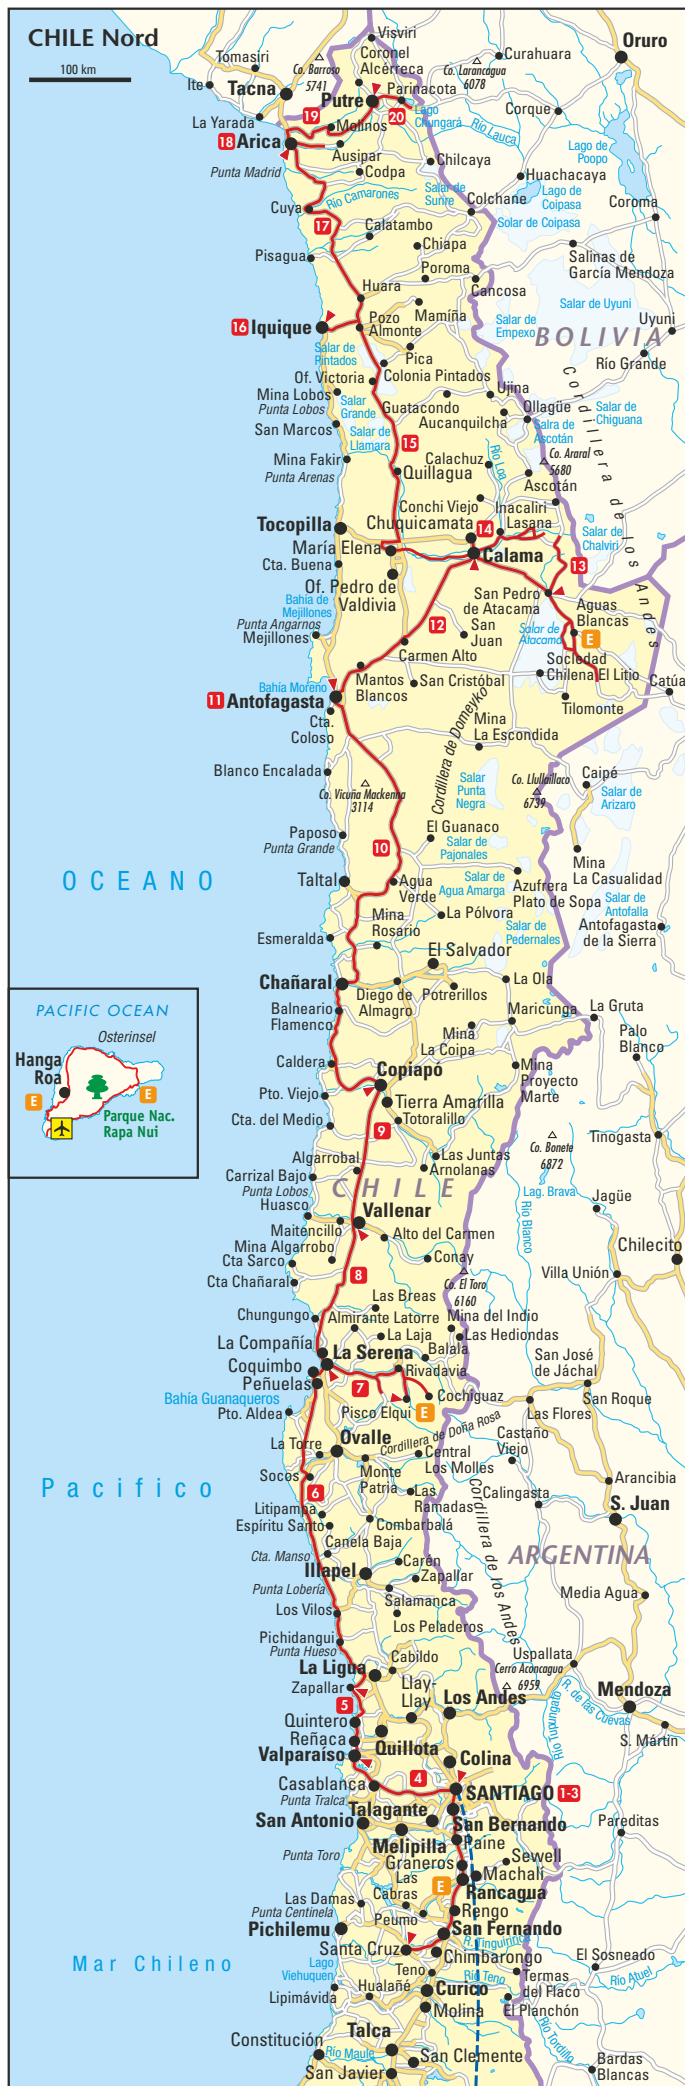 CHILE Nord
100 km
Visviri
Tomasiri
Co. Barroso
5741
Coronel
Alcérreca
Curahuara
Oruro
Co. Larancagua
6078
Ite
Tacna
Putre
Parinacota
Corque
La Yarada
19
Molinos
20
Lago
Chungará
Río Lauca
Lago de
Poopo
18
Arica
Ausipar
Chilcaya
Punta Madrid
Codpa
Huachacaya
Salar de
Surire
Lago de
Coipasa
Río Camarones
Colchane
Coroma
Cuya
17
Solar de Coipasa
Calatambo
Chiapa
Pisagua
Salinas de
García Mendoza
Poroma
Cancosa
Huara
Salar de Uyuni
Mamíña
Salar de
Empexo
Uyuni
16
Iquique
Pozo
Almonte
BOLIVIA
Salar de
Pintados
Pica
Río Grande
Colonia Pintados
Of. Victoria
Ujina
Mina Lobos
Punta Lobos
Salar
Grande
Guatacondo
Ollagüe
Salar de
Chiguana
Aucanquilcha
San Marcos
Salar de
Llamara
Salra de
Ascotán
15
Co. Araral
5680
Mina Fakir
Calachuz
Río Loa
Punta Arenas
Quillagua
Ascotán
Conchi Viejo
Inacaliri
Tocopilla
Chuquicamata
14
Lasana
Salar de
Chalviri
María Elena
Calama
Cta. Buena
13
Of. Pedro de
Valdivia
Cordillera de los Andes
San Pedro
de Atacama
Bahía de
Mejillones
Aguas
Blancas
Punta Angarnos
12
San
Juan
Salar de
Atacama
E
Mejillones
Carmen Alto
Sociedad
Chilena
El Litio
Mantos
Blancos
San Cristóbal
Catúa
Bahía Moreno
11
Antofagasta
Tilomonte
Cta.
Coloso
Cordillera de Domeyko
Mina
La Escondida
Blanco Encalada
Co. Vicuña Mackenna
3114
Salar
Punta
Negra
Co. Llullaillaco
6739
Caipé
Salar de
Arizaro
Paposo
Punta Grande
El Guanaco
10
Salar de
Pajonales
Mina
La Casualidad
OCEANO
Taltal
Agua
Verde
Salar de
Agua Amarga
Azufrera
Plato de Sopa
Salar de
Antofalla
Mina
Rosario
La Pólvora
Salar de
Pedernales
Antofagasta
de la Sierra
Esmeralda
El Salvador
Chañaral
La Ola
Diego de
Almagro
Potrerillos
PACIFIC OCEAN
Balneario
Flamenco
Maricunga
La Gruta
Osterinsel
Mina
La Coipa
Palo
Blanco
Hanga
Roa
Caldera
Copiapó
Mina
Proyecto
Marte
E
E
Pto. Viejo
Tierra Amarilla
Parque Nac.
Rapa Nui
Cta. del Medio
Totoralillo
9
Co. Bonete
6872
Tinogasta
Algarrobal
Las Juntas
Arnolanas
Carrizal Bajo
Punta Lobos
CHILE
Lag. Brava
Jagüe
Huasco
Vallenar
Río Blanco
Maitencillo
Alto del Carmen
Mina Algarrobo
Chilecito
Cta Sarco
Conay
8
Co. El Toro
6160
Villa Unión
Cta Chañaral
Las Breas
Chungungo
Almirante Latorre
Mina del Indio
La Compañía
La Laja
Las Hediondas
La Serena
Balala
San José
de Jáchal
Coquimbo
Rivadavia
Peñuelas
7
Cochiguaz
Bahía Guanaqueros
San Roque
Pto. Aldea
Pisco Elqui
E
Las Flores
Cordillera de Doña Rosa
Castaño
Viejo
Ovalle
La Torre
Central
Los Molles
Socos
Monte
Patria
Arancibia
Pacifico
6
Las
Ramadas
Calingasta
S. Juan
Litipampa
Combarbalá
Espíritu Santo
Cordillera de los Andes
Canela Baja
Cta. Manso
Carén
ARGENTINA
Illapel
Zapallar
Punta Lobería
Salamanca
Media Agua
Los Vilos
Los Peladeros
Pichidangui
Punta Hueso
Cabildo
Uspallata
La Ligua
Cerro Aconcagua
6959
Zapallar
Llay-
Llay
R. de las Cuevas
Mendoza
5
Los Andes
Quintero
Río Tunungan
S. Mártin
Reñaca
Quillota
Valparaíso
Colina
Casablanca
4
SANTIAGO
1-3
Punta Tralca
Talagante
San Antonio
San Bernando
Pareditas
Melipilla
Paine
Punta Toro
Graneros
Sewell
Las
Cabras
Machalí
E
Rancagua
Las Damas
Punta Centinela
Peumo
Rengo
Pichilemu
San Fernando
R. Tinguiririca
Santa Cruz
Chimbarongo
El Sosneado
Mar Chileno
Lago
Viehuquen
Teno
Río Teno
Termas
del Flaco
Río Atuel
Hualañé
Curico
Lipimávida
Molina
El Planchón
Talca
Río Tordillo
Constitución
Río Maule
San Clemente
Bardas
Blancas
San Javier